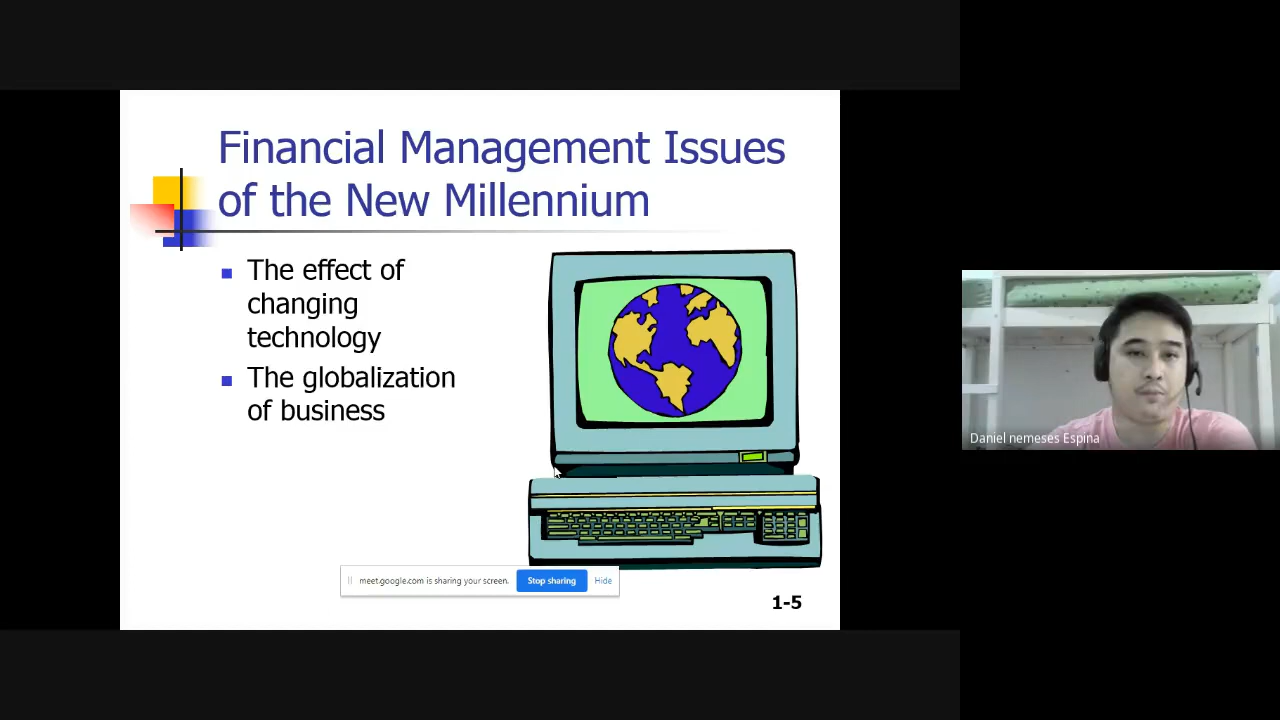 Financial Management Issues
of the New Millennium
The effect of
changing
technology
The globalization
of business
meet.google.com is sharing your screen.
Stop sharing
Hide
1-5
Daniel nemeses Espina